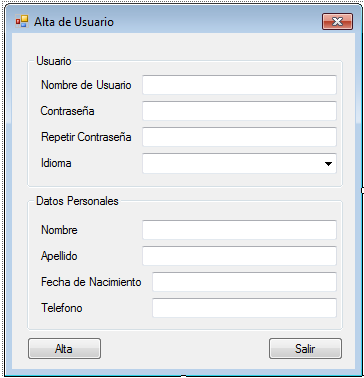 Alta de Usuario
Usuario
Nombre de Usuario
Contraseña
Repetir Contraseña
Idioma
Datos Personales
Nombre
Apellido
Fecha de Nacimiento
Telefono
Alta Salir